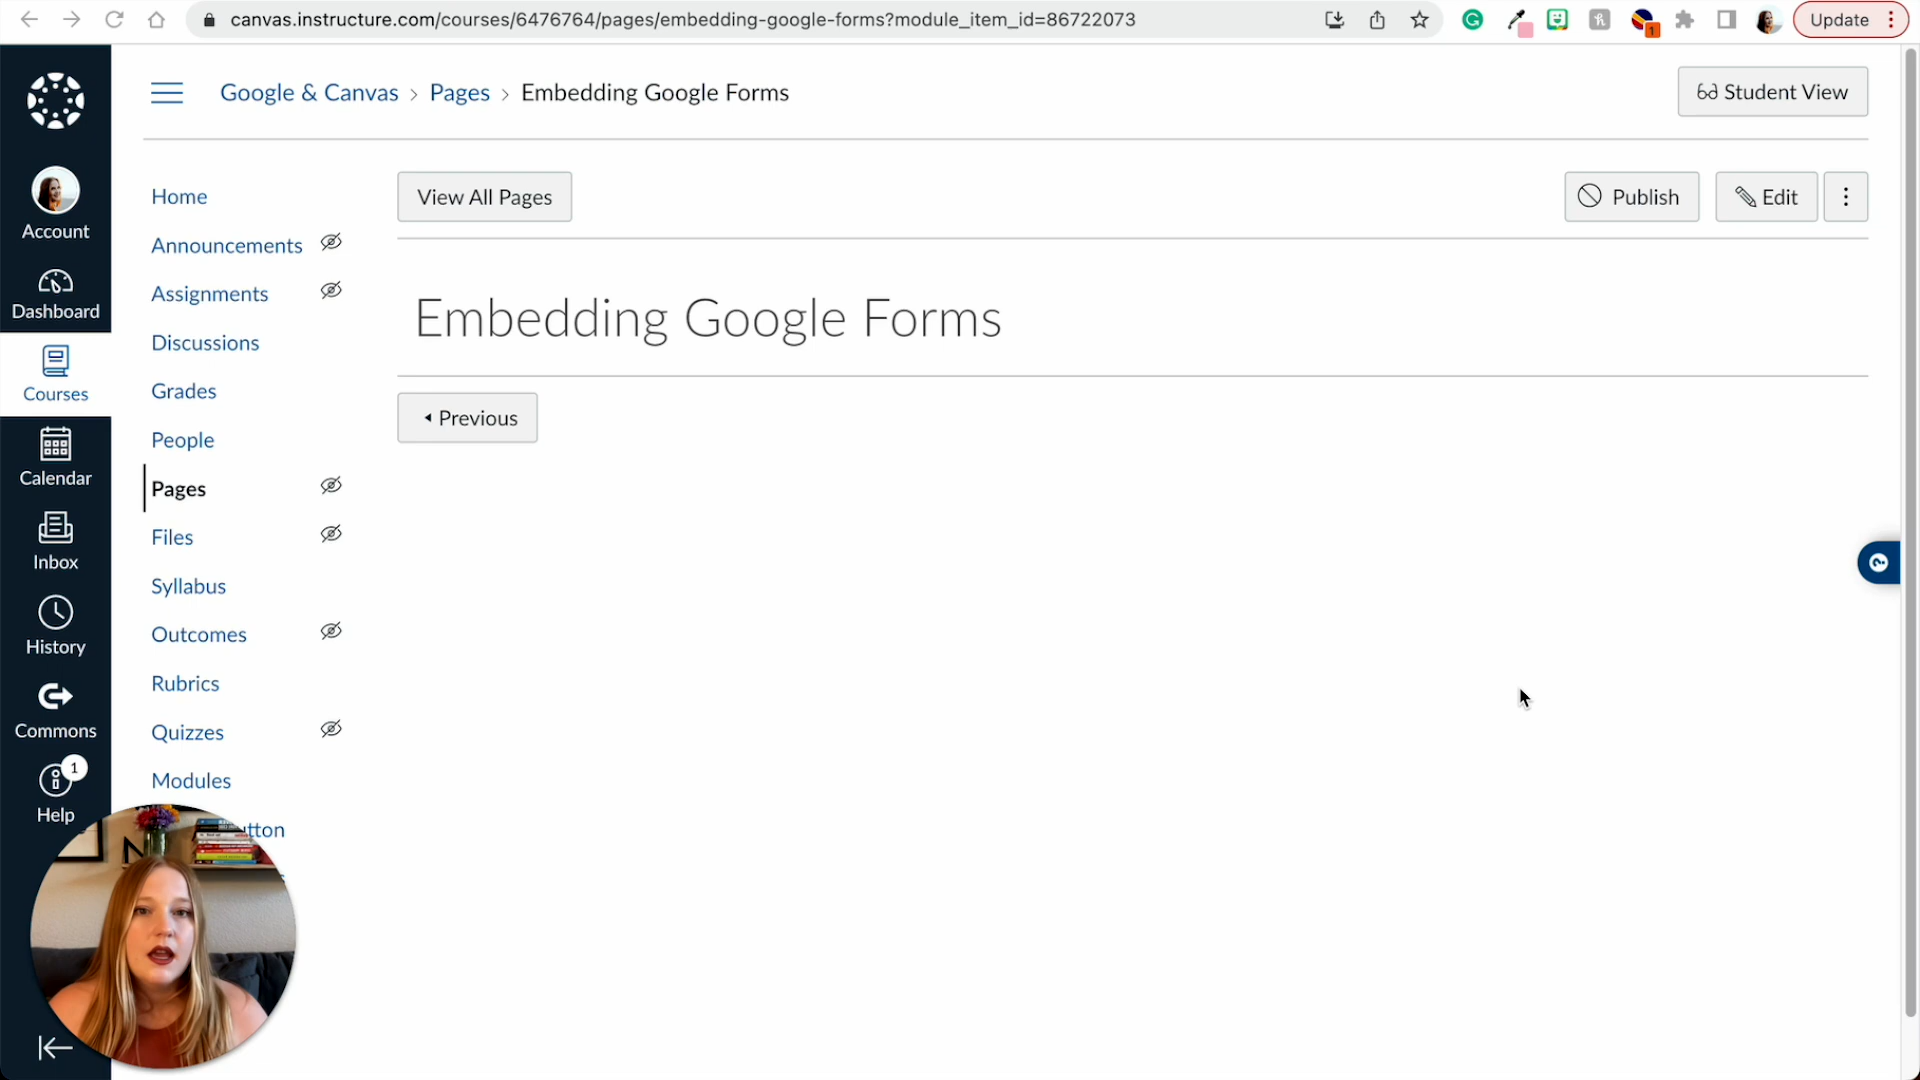 canvas.instructure.com/courses/6476764/pages/embedding-google-forms?module_item_id=86722073
Update
1
Google & Canvas > Pages > Embedding Google Forms
Student View
Account
Dashboard
Courses
Calendar
Inbox
History
Commons
1
Help
Home
Announcements
Assignments
Discussions
Grades
People
Pages
Files
Syllabus
Outcomes
Rubrics
Quizzes
Modules
View All Pages
Publish
Edit
Embedding Google Forms
Previous